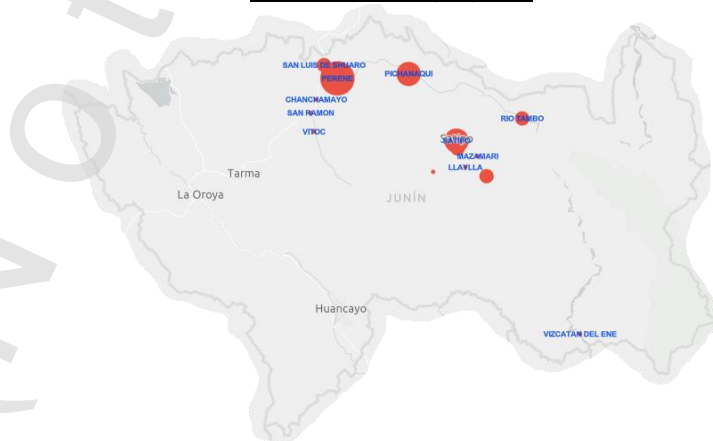 SAN LUIS DE SHUARO
PERENE
PICHANAQUI
CHANCHAMAYO
SAN RAMON
RIO TAMBO
VITOC
SATIPO
MAZAMARI
LLAYLLA
Tarma
La Oroya
JUNÍN
Huancayo
VIZCATÁN DEL ENE